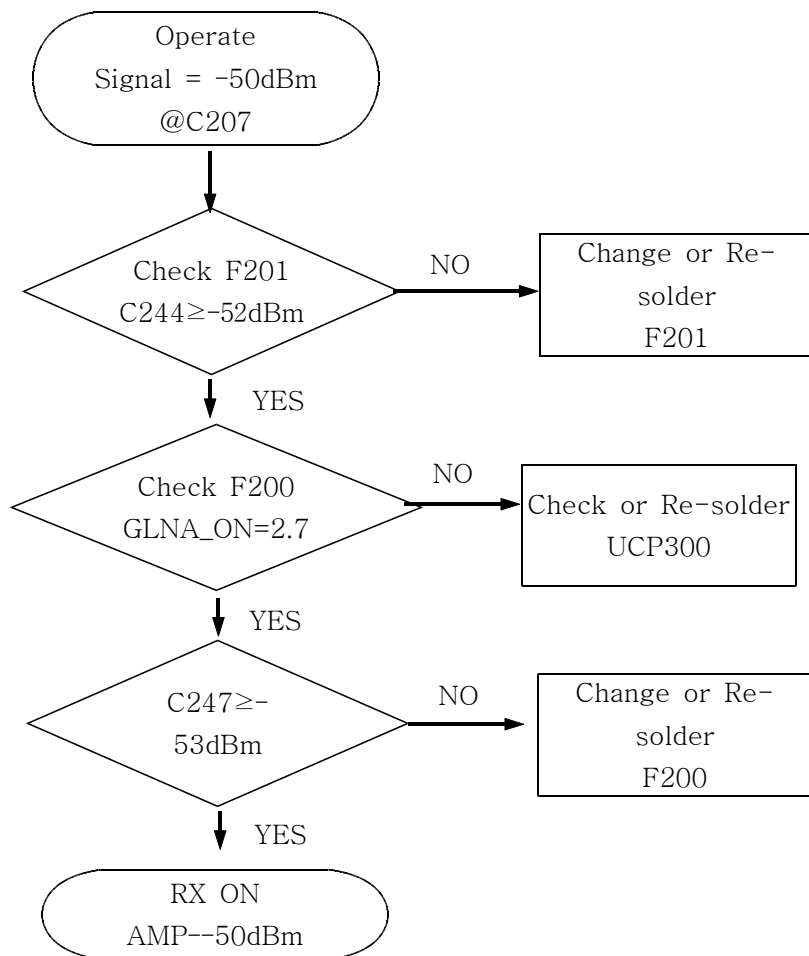 Operate
Signal = -50dBm
@C207
Check F201
C244≥-52dBm
NO
Change or Re-
solder
F201
YES
Check F200
GLNA_ON=2.7
NO
Check or Re-solder
UCP300
YES
C247≥-
53dBm
NO
Change or Re-
solder
F200
YES
RX ON
AMP--50dBm